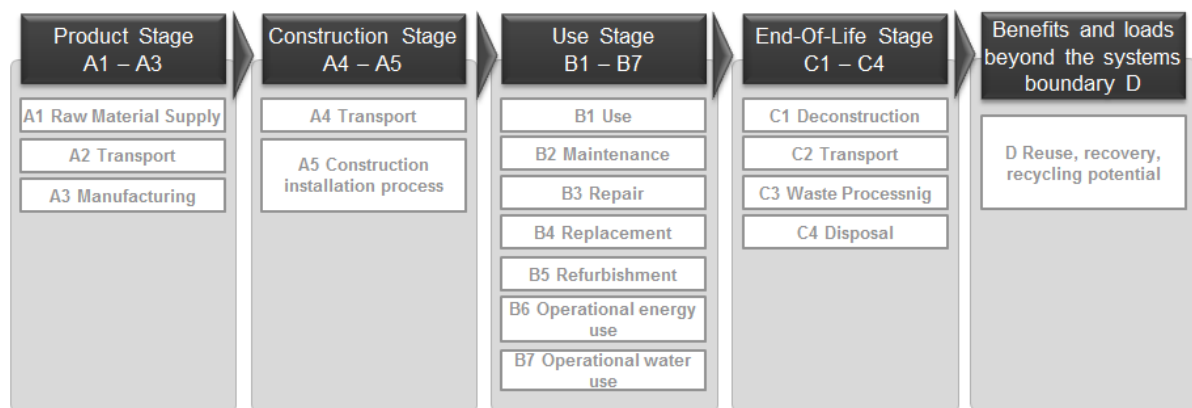 Product Stage
A1 – A3
A1 Raw Material Supply
A2 Transport
A3 Manufacturing
Construction Stage
A4 – A5
A4 Transport
A5 Construction
installation process
Use Stage
B1 – B7
B1 Use
B2 Maintenance
B3 Repair
B4 Replacement
B5 Refurbishment
B6 Operational energy
use
B7 Operational water
use
End-Of-Life Stage
C1 – C4
C1 Deconstruction
C2 Transport
C3 Waste Processnig
C4 Disposal
Benefits and loads
beyond the systems
boundary D
D Reuse, recovery,
recycling potential